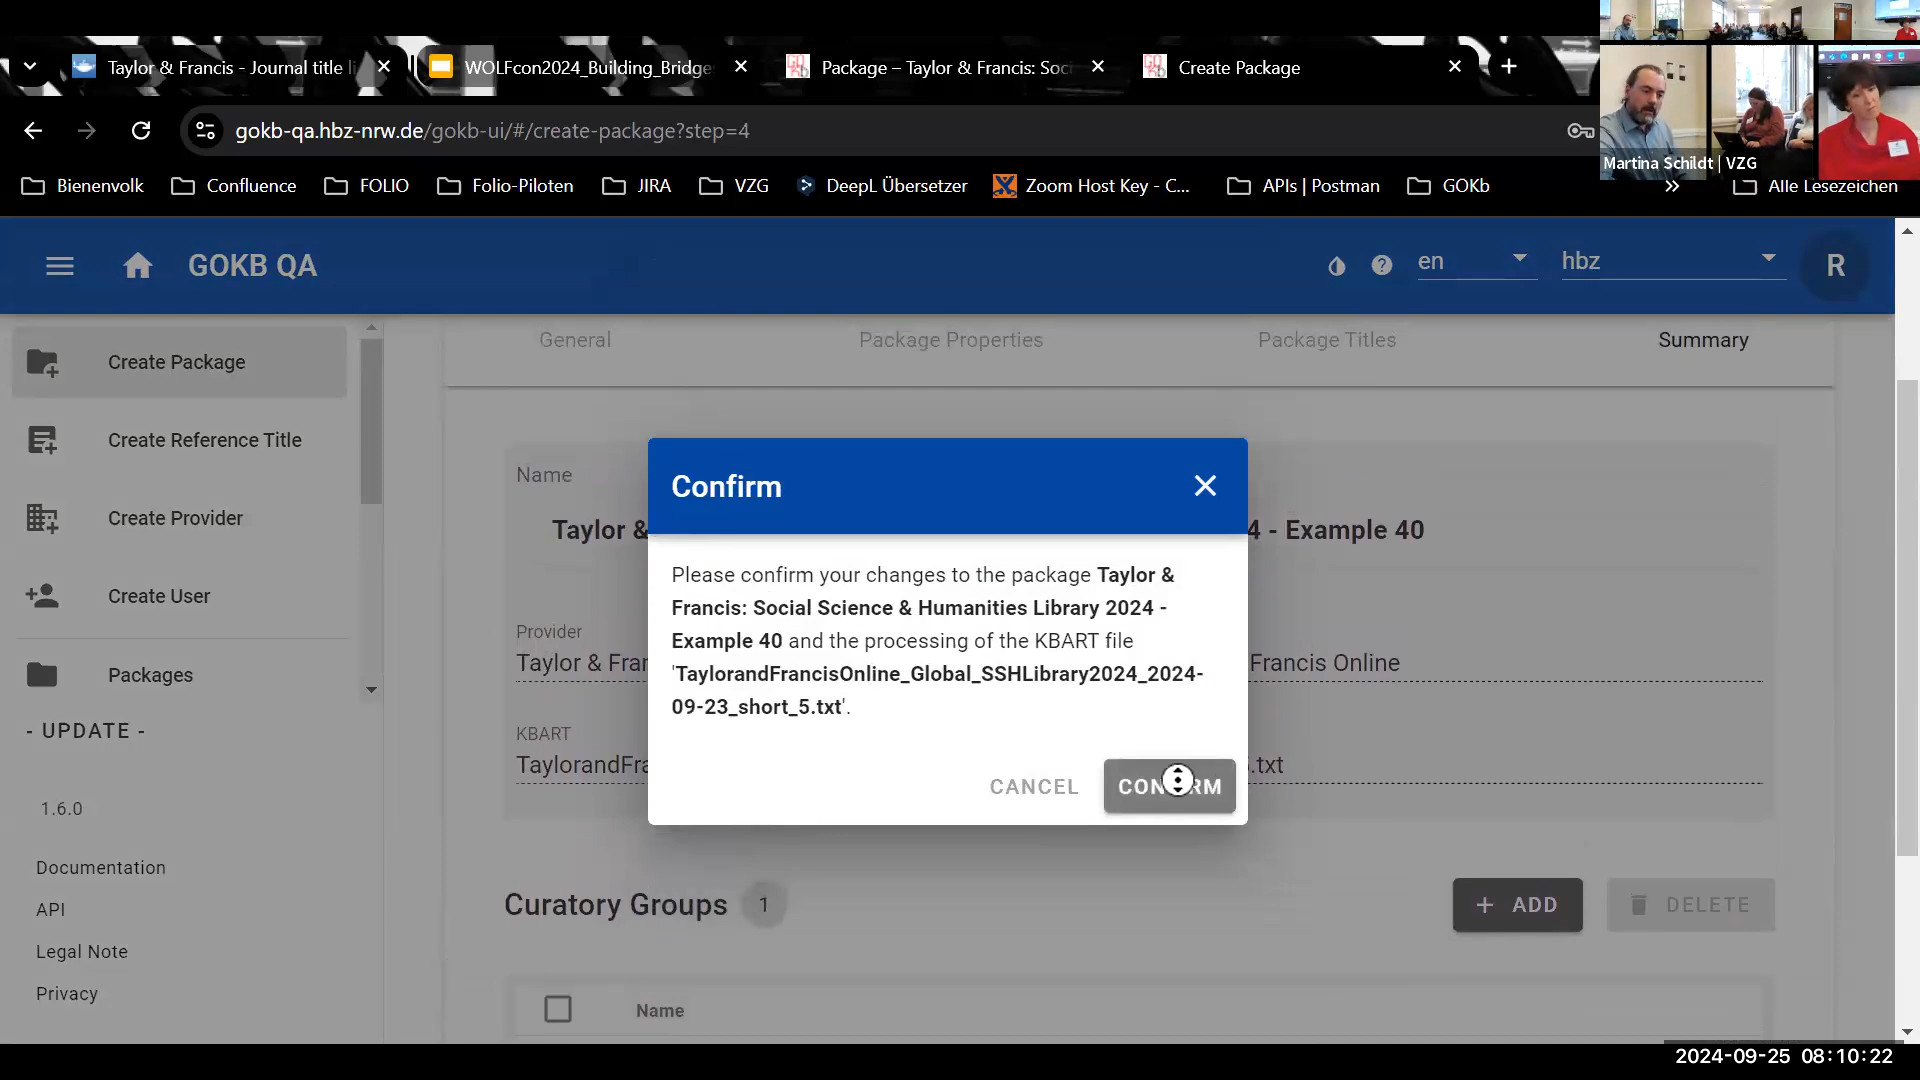 Taylor & Francis - Journal title li
WOLFcon2024_Building_Bridge
Package – Taylor & Francis: Soc
Create Package
gokb-qa.hbz-nrw.de/gokb-ui/#/create-package?step=4
Martina Schildt | VZG
Bienenvolk
Confluence
FOLIO
Folio-Piloten
JIRA
VZG
DeepL Übersetzer
Zoom Host Key - C...
APIs | Postman
GOKb
Alle Lesezeichen
GOKB QA
en
hbz
R
Create Package
Create Reference Title
Create Provider
Create User
Packages
- UPDATE -
1.6.0
Documentation
API
Legal Note
Privacy
General
Package Properties
Package Titles
Summary
Name
Taylor &
4 - Example 40
Provider
Taylor & Fran
Francis Online
KBART
TaylorandFra
.txt
Confirm
Please confirm your changes to the package Taylor &
Francis: Social Science & Humanities Library 2024 -
Example 40 and the processing of the KBART file
'TaylorandFrancisOnline_Global_SSHLibrary2024_2024-
09-23_short_5.txt'.
CANCEL
CONFIRM
Curatory Groups 1
ADD
DELETE
Name
2024-09-25 08:10:22